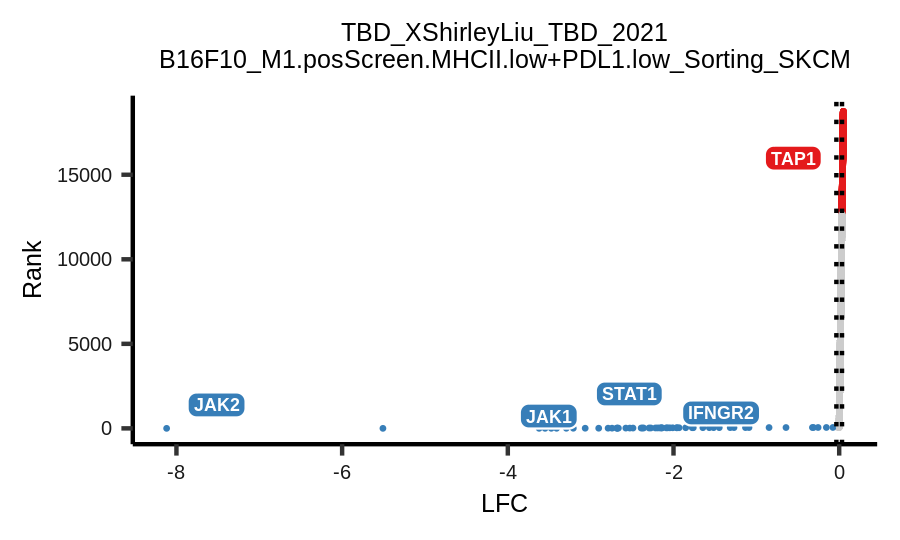 TBD_XShirleyLiu_TBD_2021
B16F10_M1.posScreen.MHCII.low+PDL1.low_Sorting_SKCM
TAP1
15000
10000
Rank
5000
STAT1
JAK2
JAK1
IFNGR2
0
-8
-6
-4
-2
0
LFC